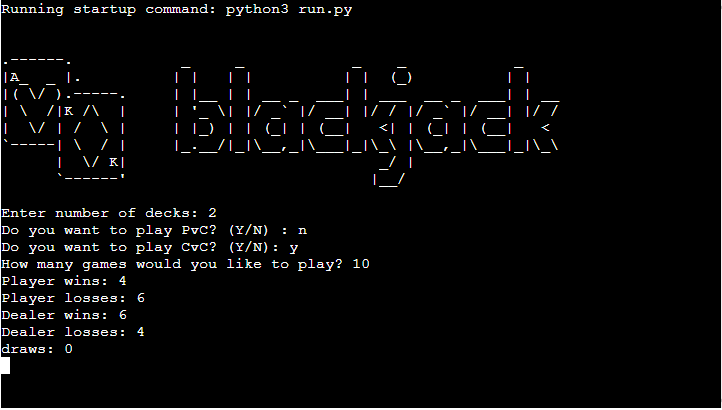 Running startup command: python3 run.py
A
K
K
blackjack
Enter number of decks: 2
Do you want to play PvC? (Y/N) : n
Do you want to play CvC? (Y/N): y
How many games would you like to play? 10
Player wins: 4
Player losses: 6
Dealer wins: 6
Dealer losses: 4
draws: 0